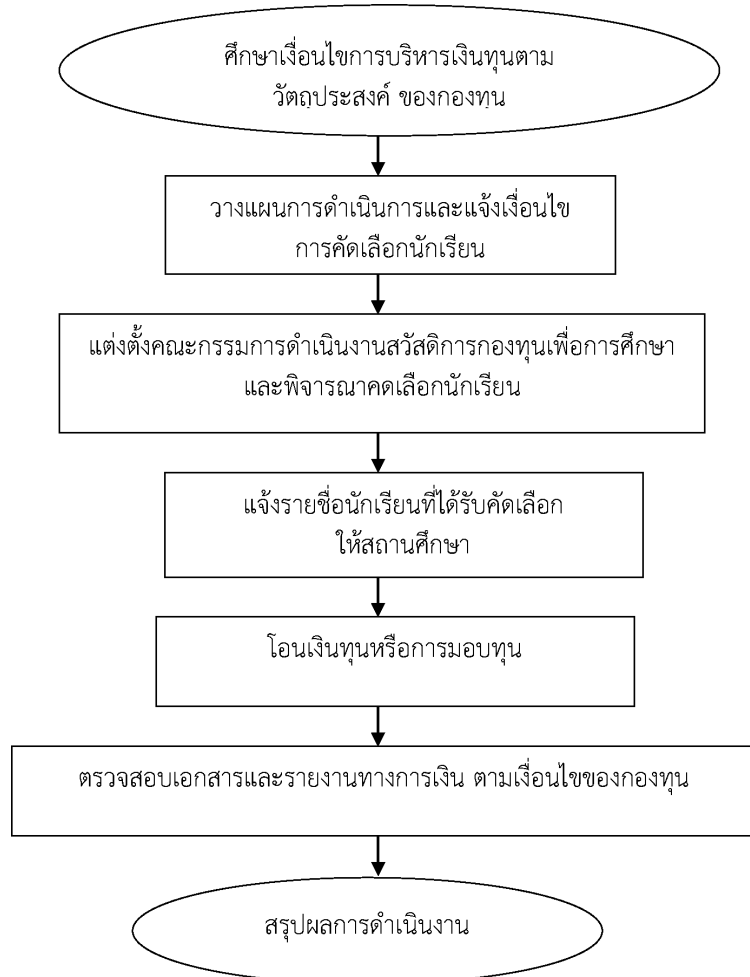 ศึกษาเงื่อนไขการบริหารเงินทุนตาม
วัตถุประสงค์ ของกองทุน
วางแผนการดำเนินการและแจ้งเงื่อนไข
การคัดเลือกนักเรียน
แต่งตั้งคณะกรรมการดำเนินงานสวัสดิการกองทุนเพื่อการศึกษา
และพิจารณาคดเลือกนักเรียน
แจ้งรายชื่อนักเรียนที่ได้รับคัดเลือก
ให้สถานศึกษา
โอนเงินทุนหรือการมอบทุน
ตรวจสอบเอกสารและรายงานทางการเงิน ตามเงื่อนไขของกองทุน
สรุปผลการดำเนินงาน